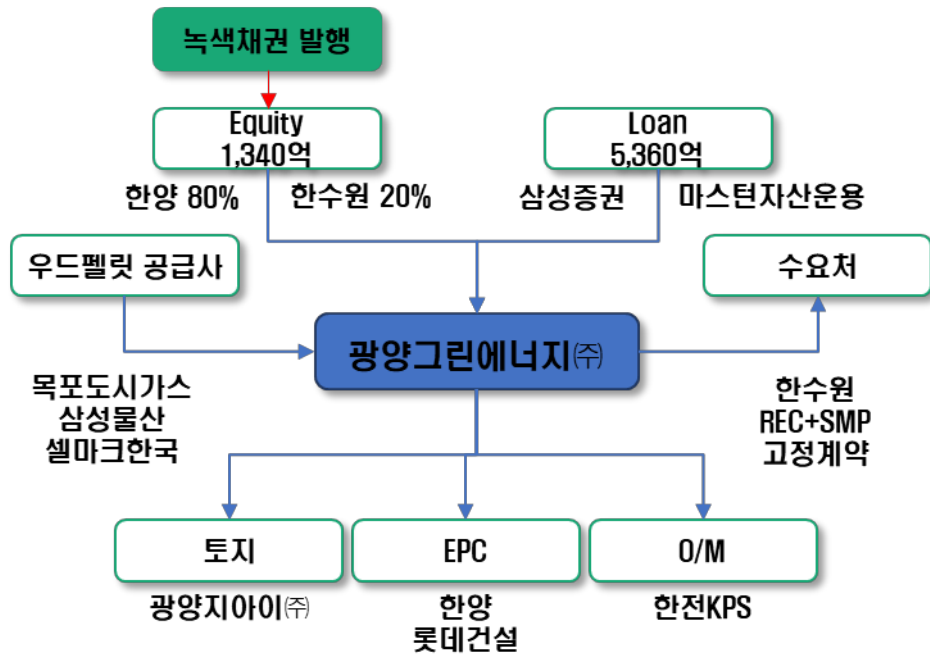 녹색채권 발행
Equity
1,340억
Loan
5,360억
한양 80%
한수원 20%
삼성증권
마스턴자산운용
우드펠릿 공급사
수요처
광양그린에너지㈜
목포도시가스
삼성물산
셀마크한국
한수원
REC+SMP
고정계약
토지
EPC
O/M
광양지아이㈜
한양
롯데건설
한전KPS